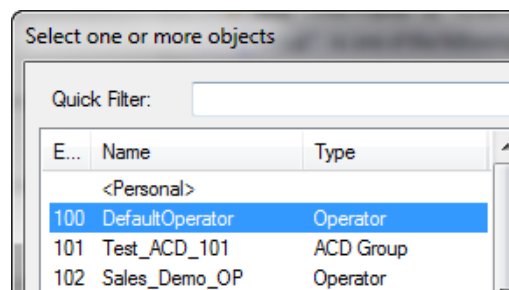 Select one or more objects
Quick Filter:
E... Name Type
<Personal>
100 DefaultOperator Operator
101 Test_ACD_101 ACD Group
102 Sales_Demo_OP Operator